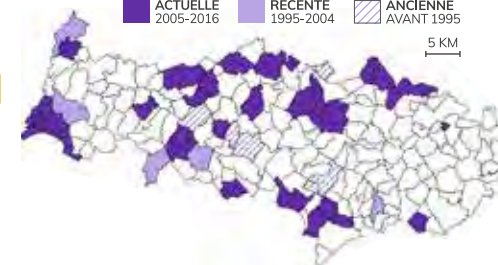 ACTUELLE
2005-2016
RECENTE
1995-2004
ANCIENNE
AVANT 1995
5 KM